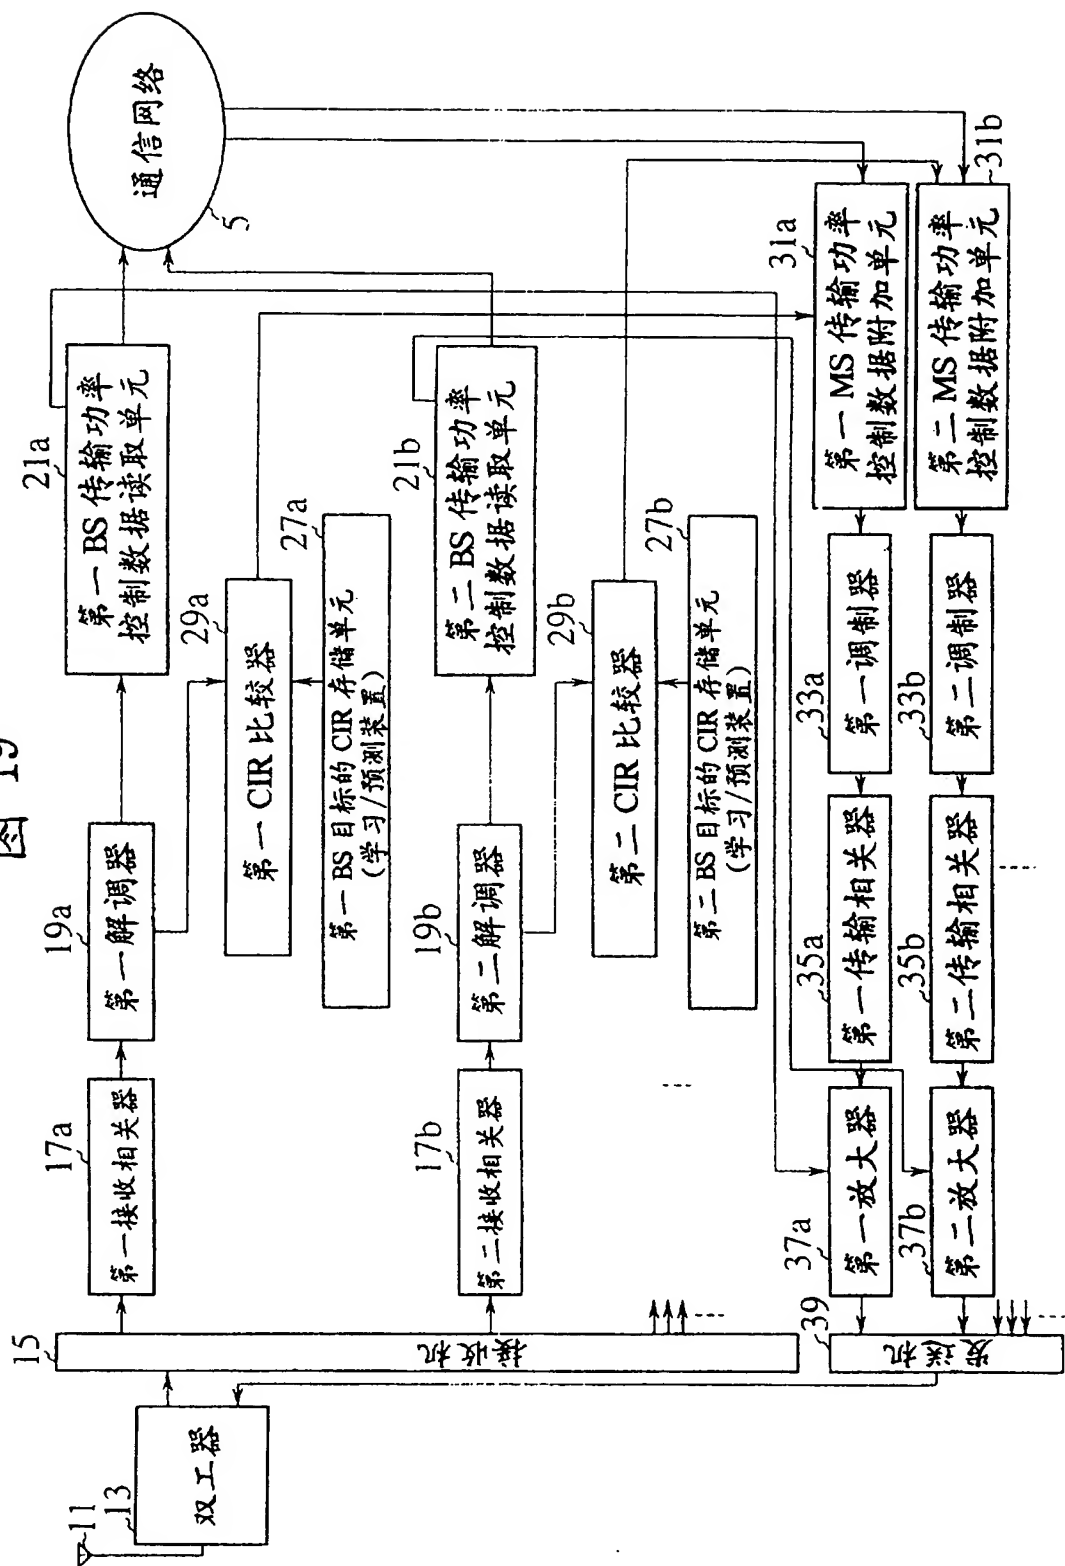 图 19
11
13
双工器
15
接收机
17a
第一接收相关器
19a
第一解调器
21a
第一 BS 传输功率
控制数据读取单元
通信网络
5
29a
第一 CIR 比较器
27a
第一 BS 目标的 CIR 存储单元
(学习/预测装置)
17b
第二接收相关器
19b
第二解调器
21b
第二 BS 传输功率
控制数据读取单元
29b
第二 CIR 比较器
27b
第二 BS 目标的 CIR 存储单元
(学习/预测装置)
39
发送机
37a
第一放大器
35a
第一传输相关器
33a
第一调制器
31a
第一 MS 传输功率
控制数据附加单元
37b
第二放大器
35b
第二传输相关器
33b
第二调制器
31b
第二 MS 传输功率
控制数据附加单元